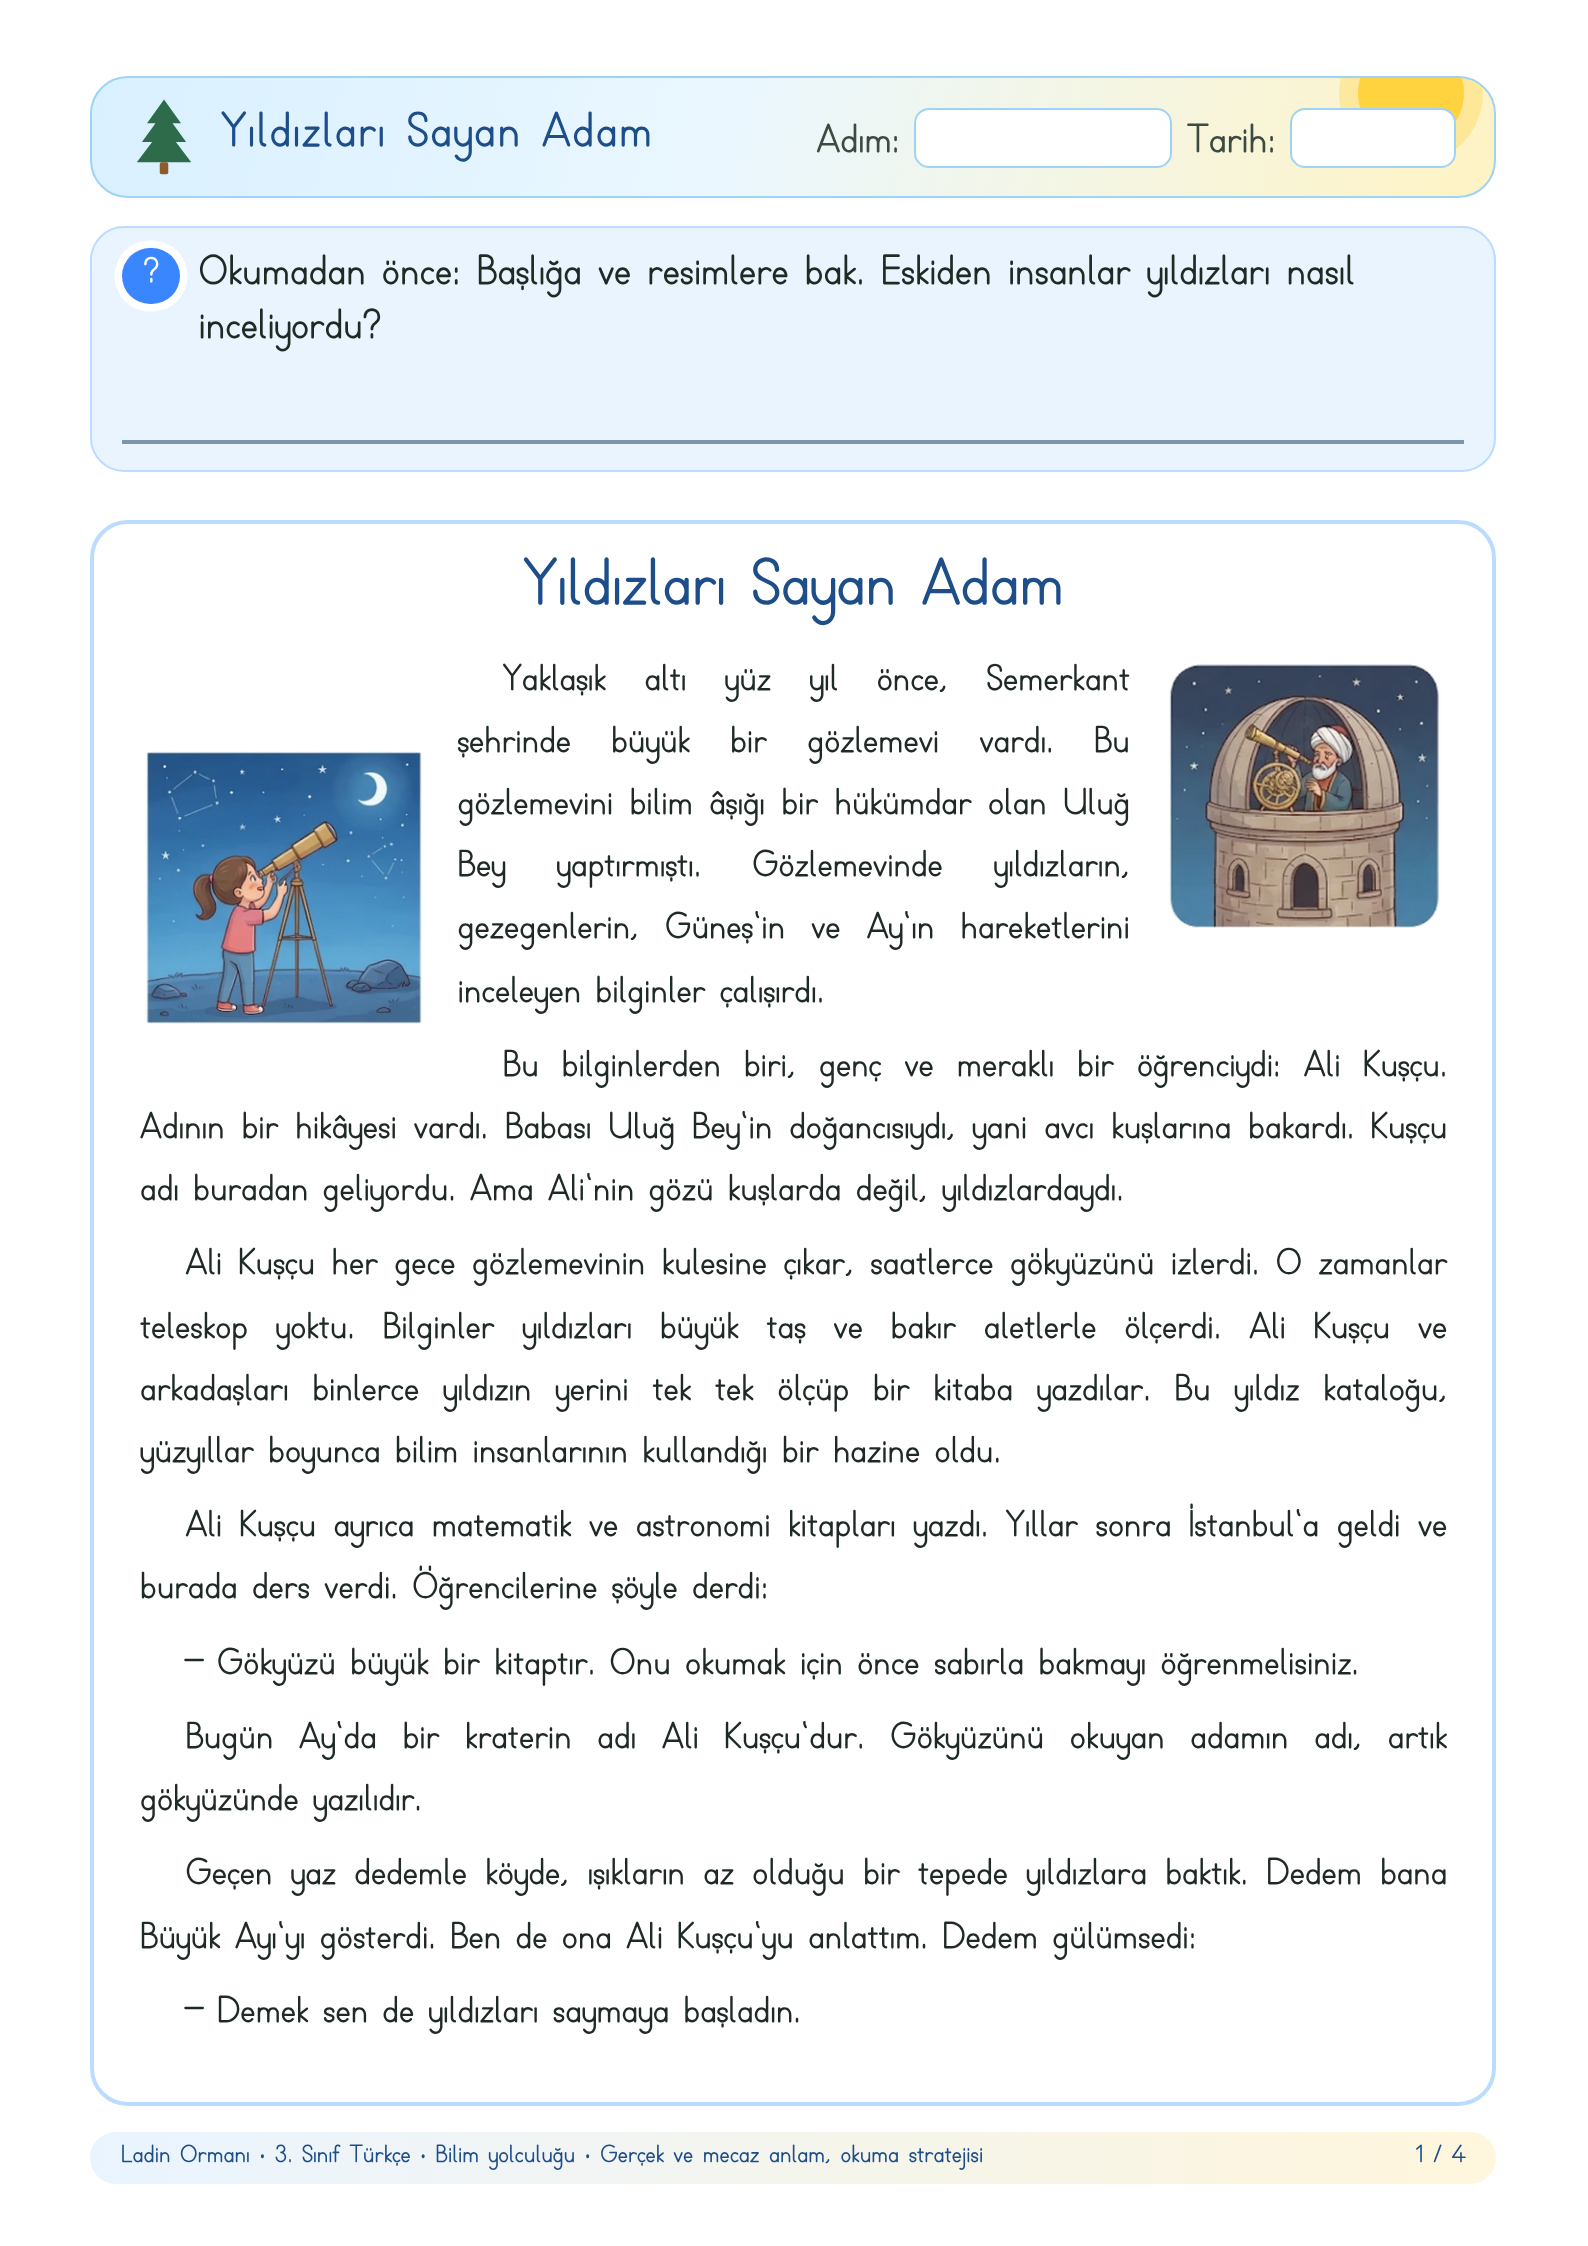 Yıldızları Sayan Adam
Adım:
Tarih:
?
Okumadan önce: Başlığa ve resimlere bak. Eskiden insanlar yıldızları nasıl
inceliyordu?
Yıldızları Sayan Adam
Yaklaşık altı yüz yıl önce, Semerkant
şehrinde büyük bir gözlemevi vardı. Bu
gözlemevini bilim âşığı bir hükümdar olan Uluğ
Bey yaptırmıştı. Gözlemevinde yıldızların,
gezegenlerin, Güneş'in ve Ay'ın hareketlerini
inceleyen bilginler çalışırdı.
Bu bilginlerden biri, genç ve meraklı bir öğrenciydi: Ali Kuşçu.
Adının bir hikâyesi vardı. Babası Uluğ Bey'in doğancısıydı, yani avcı kuşlarına bakardı. Kuşçu
adı buradan geliyordu. Ama Ali'nin gözü kuşlarda değil, yıldızlardaydı.
Ali Kuşçu her gece gözlemevinin kulesine çıkar, saatlerce gökyüzünü izlerdi. O zamanlar
teleskop yoktu. Bilginler yıldızları büyük taş ve bakır aletlerle ölçerdi. Ali Kuşçu ve
arkadaşları binlerce yıldızın yerini tek tek ölçüp bir kitaba yazdılar. Bu yıldız kataloğu,
yüzyıllar boyunca bilim insanlarının kullandığı bir hazine oldu.
Ali Kuşçu ayrıca matematik ve astronomi kitapları yazdı. Yıllar sonra İstanbul'a geldi ve
burada ders verdi. Öğrencilerine şöyle derdi:
– Gökyüzü büyük bir kitaptır. Onu okumak için önce sabırla bakmayı öğrenmelisiniz.
Bugün Ay'da bir kraterin adı Ali Kuşçu'dur. Gökyüzünü okuyan adamın adı, artık
gökyüzünde yazılıdır.
Geçen yaz dedemle köyde, ışıkların az olduğu bir tepede yıldızlara baktık. Dedem bana
Büyük Ayı'yı gösterdi. Ben de ona Ali Kuşçu'yu anlattım. Dedem gülümsedi:
– Demek sen de yıldızları saymaya başladın.
Ladin Ormanı • 3. Sınıf Türkçe • Bilim yolculuğu • Gerçek ve mecaz anlam, okuma stratejisi
1 / 4